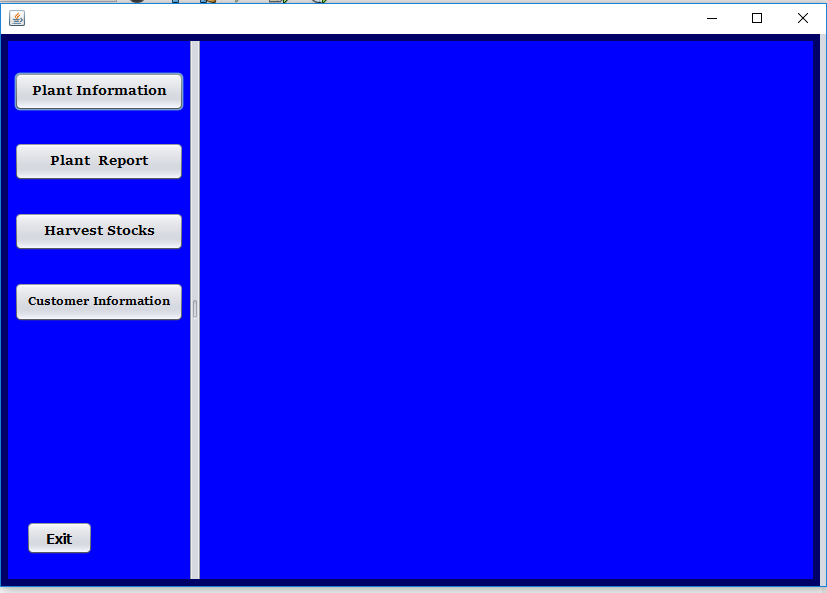 Plant Information
Plant  Report
Harvest Stocks
Customer Information
Exit